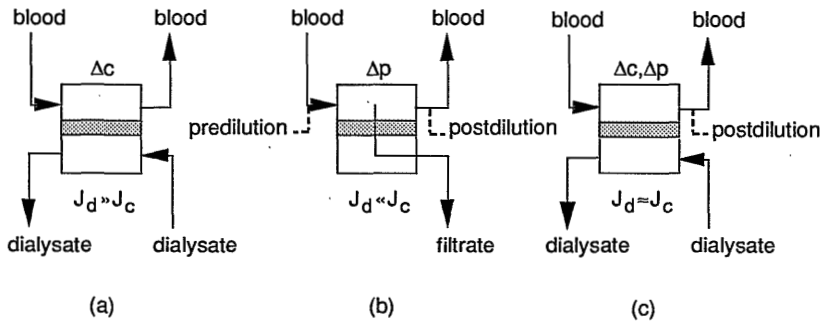 blood blood blood blood blood blood
Δc Δp Δc,Δp
predilution postdilution postdilution
J_d»J_c J_d«J_c J_d≈J_c
dialysate dialysate filtrate dialysate dialysate
(a) (b) (c)